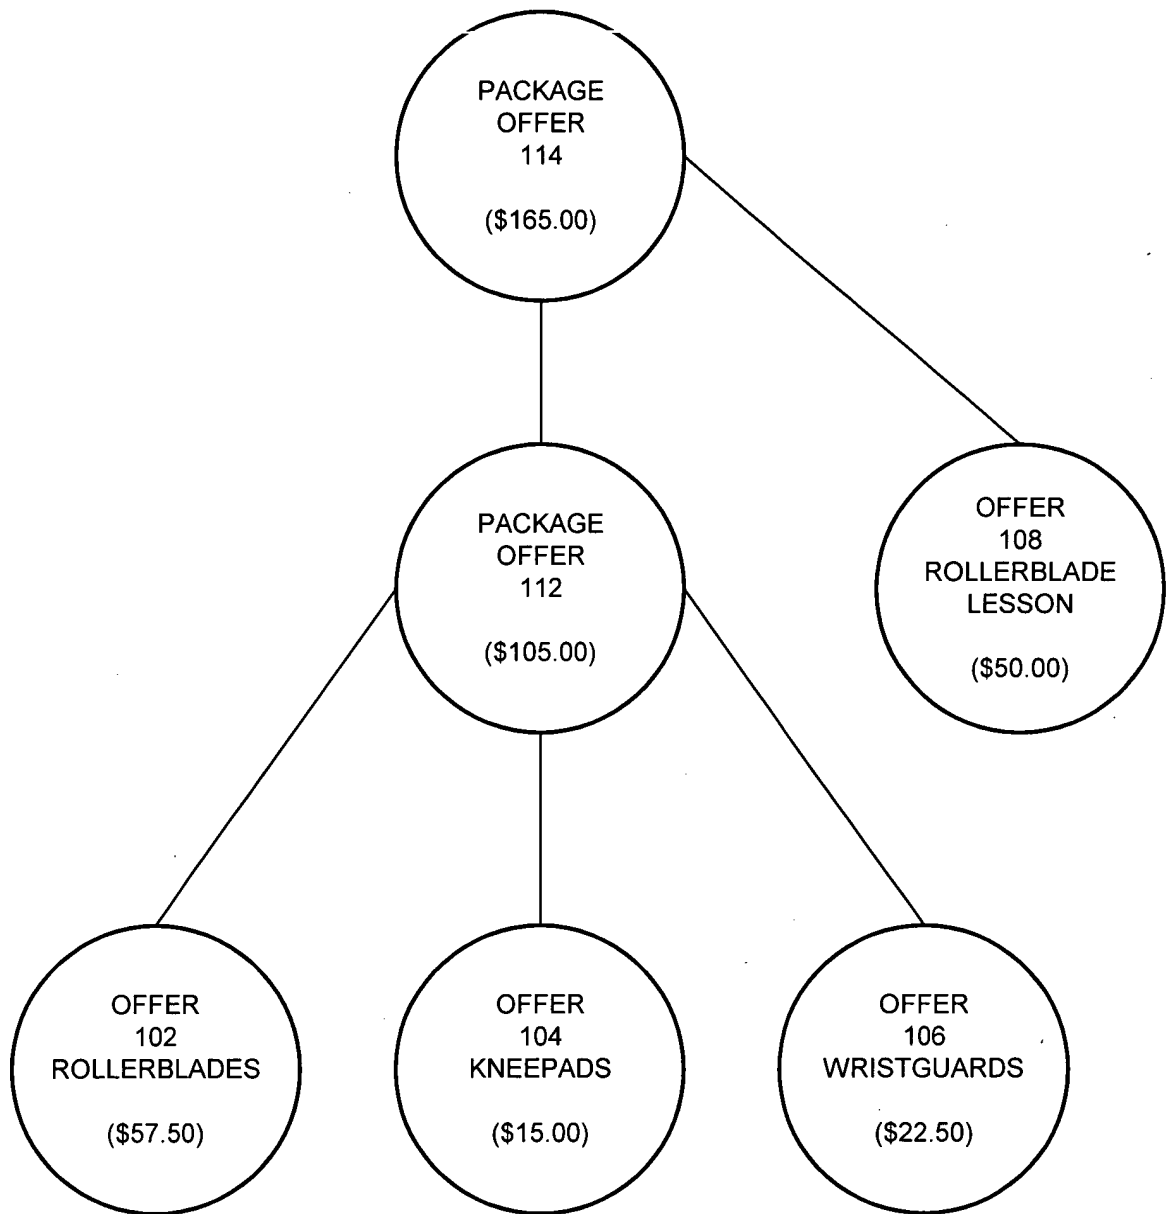 PACKAGE
OFFER
114
($165.00)
PACKAGE
OFFER
112
($105.00)
OFFER
108
ROLLERBLADE
LESSON
($50.00)
OFFER
102
ROLLERBLADES
($57.50)
OFFER
104
KNEEPADS
($15.00)
OFFER
106
WRISTGUARDS
($22.50)